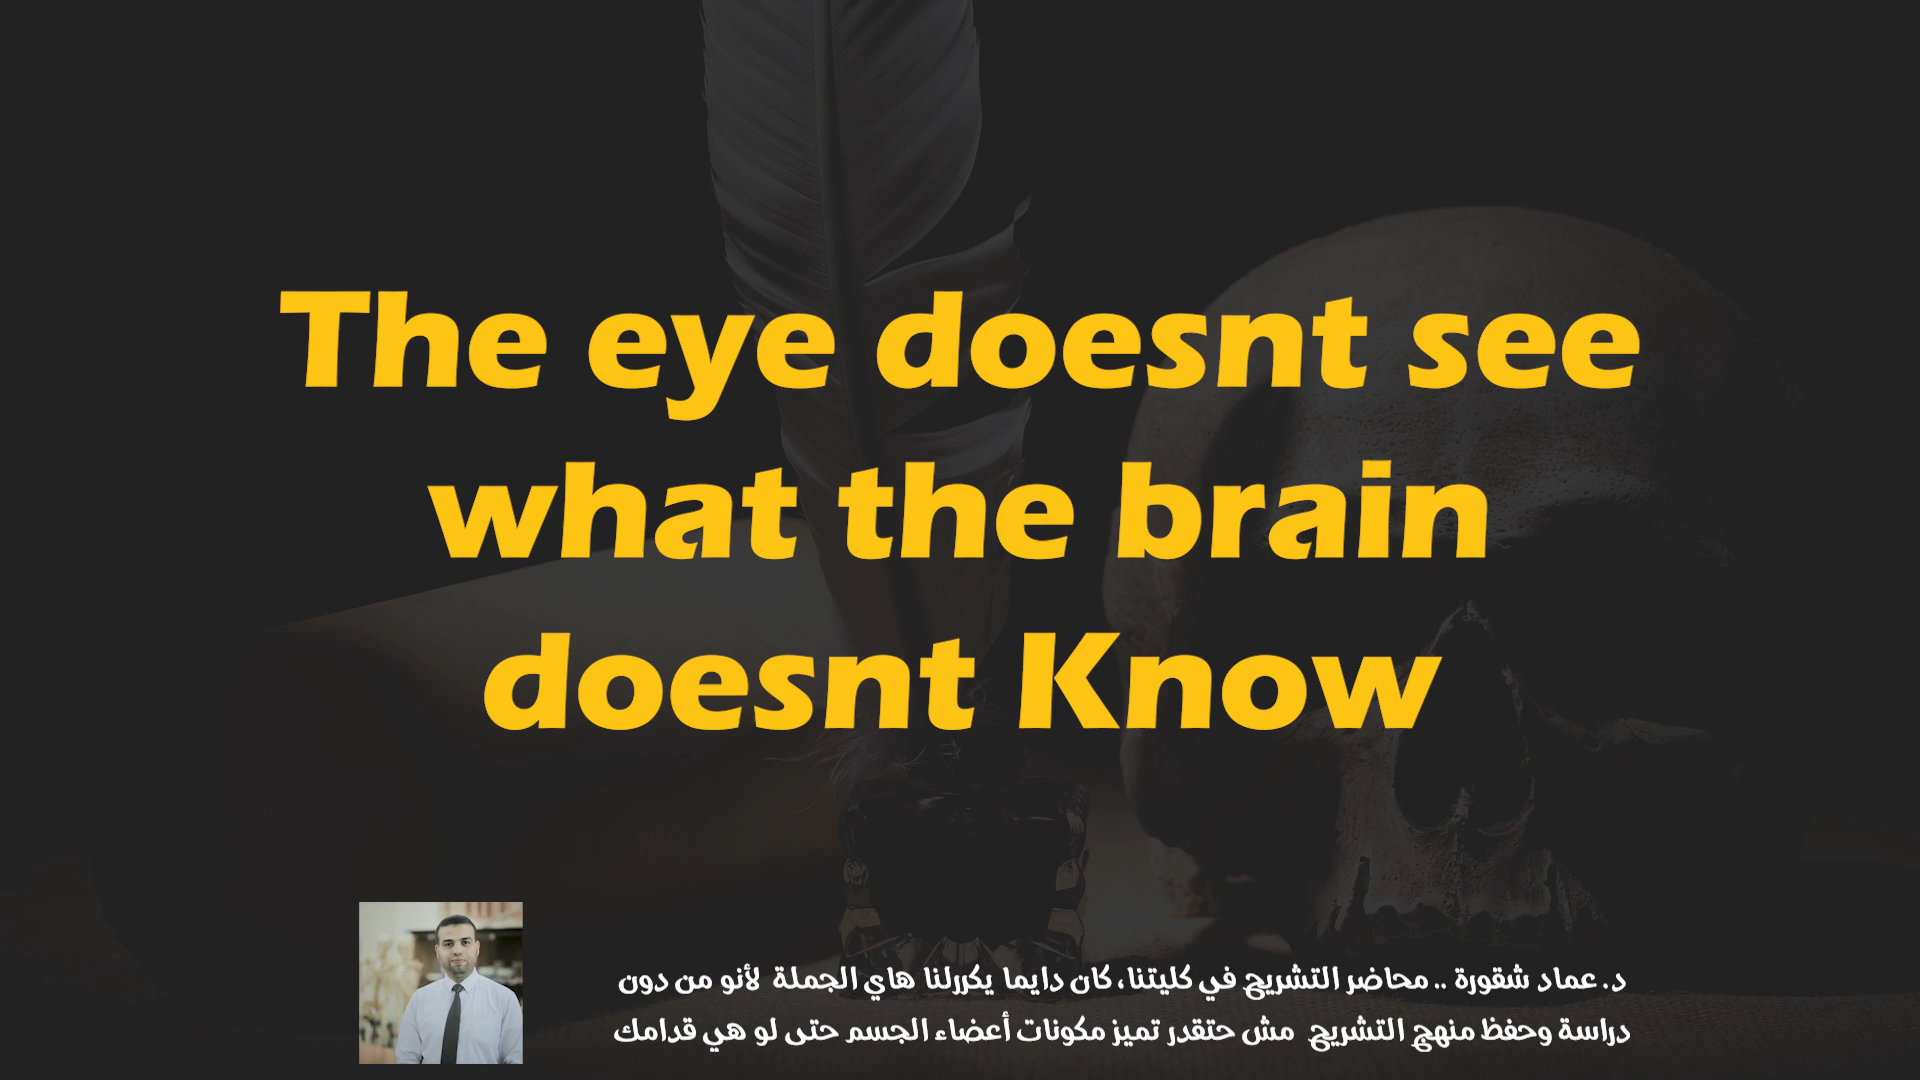 The eye doesnt see
what the brain
doesnt Know
د. عماد شقورة .. محاضر التشريح في كليتنا، كان دايما يكررلنا هاي الجملة لأنو من دون
دراسة وحفظ منهج التشريح مش حتقدر تميز مكونات أعضاء الجسم حتى لو هي قدامك